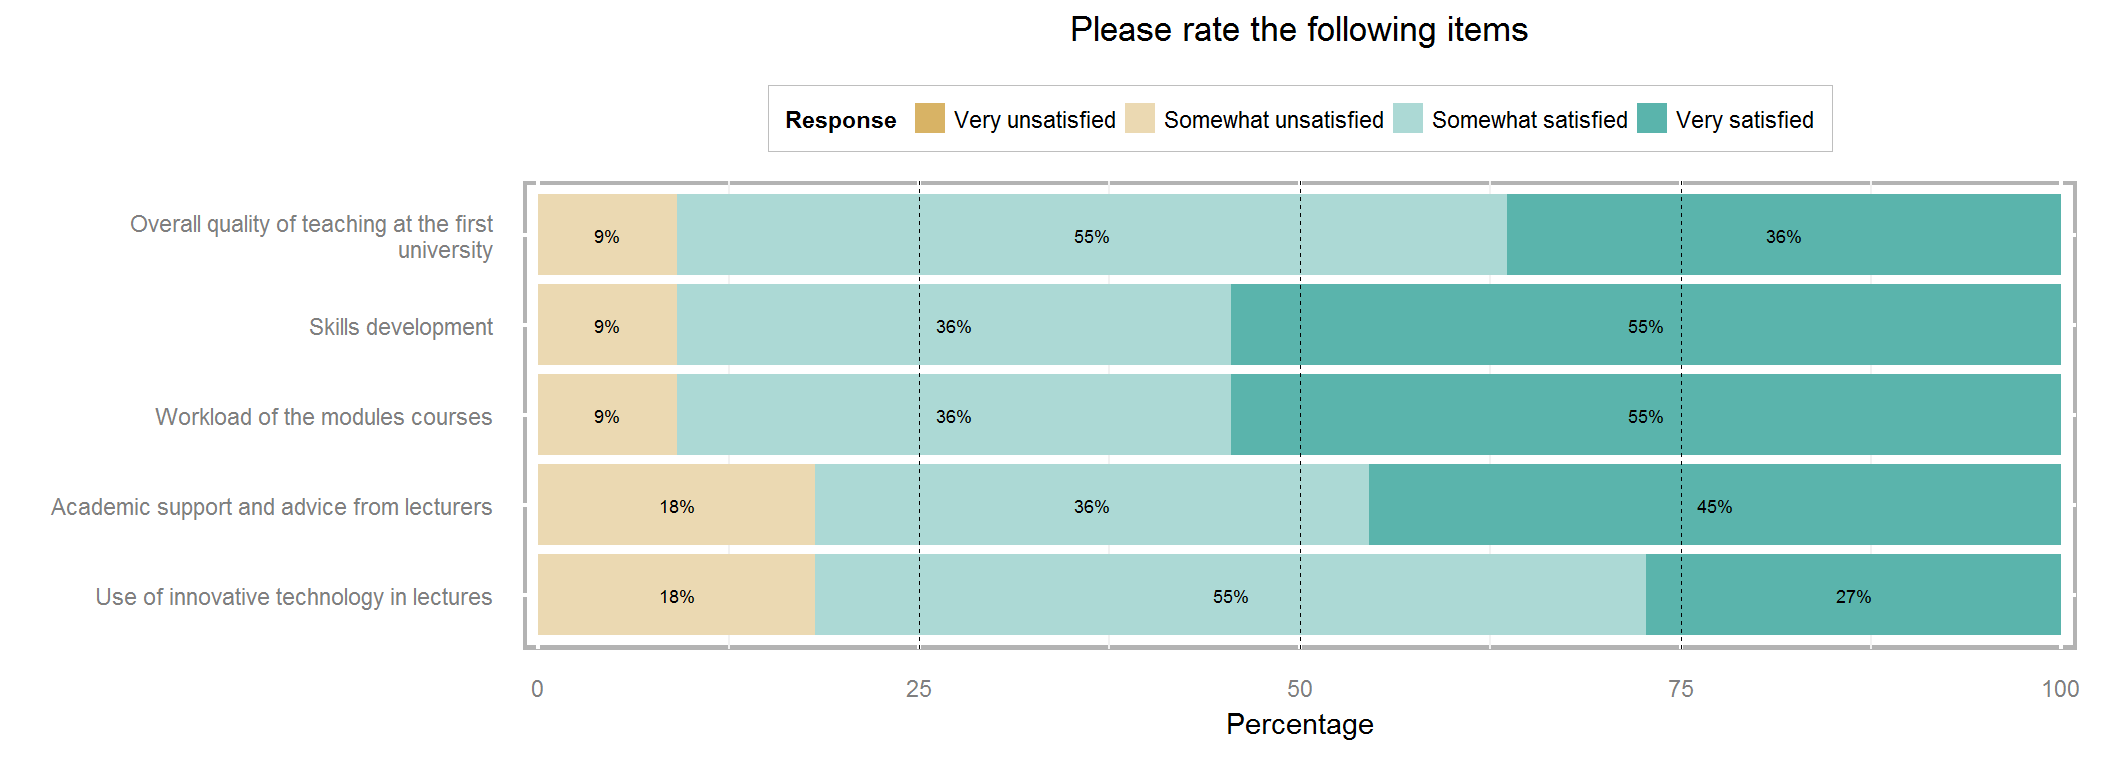 Please rate the following items
Response Very unsatisfied Somewhat unsatisfied Somewhat satisfied Very satisfied
Overall quality of teaching at the first
university
9% 55% 36%
Skills development 9% 36% 55%
Workload of the modules courses 9% 36% 55%
Academic support and advice from lecturers 18% 36% 45%
Use of innovative technology in lectures 18% 55% 27%
0 25 50 75 100
Percentage